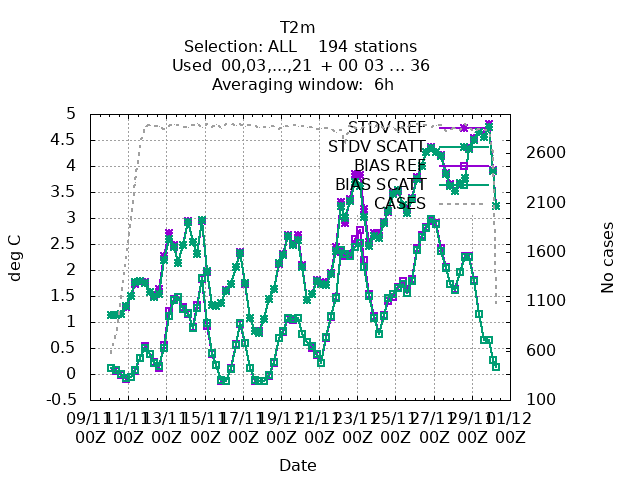 T2m
Selection: ALL 194 stations
Used 00,03,...,21 + 00 03 ... 36
Averaging window: 6h
5
4.5
4
3.5
3
2.5
2
1.5
1
0.5
0
-0.5
deg C
STDV REF
STDV SCATT
BIAS REF
BIAS SCATT
CASES
2600
2100
1600
1100
600
100
No cases
09/11 11/11 13/11 15/11 17/11 19/11 21/11 23/11 25/11 27/11 29/11 01/12
00Z 00Z 00Z 00Z 00Z 00Z 00Z 00Z 00Z 00Z 00Z 00Z
Date